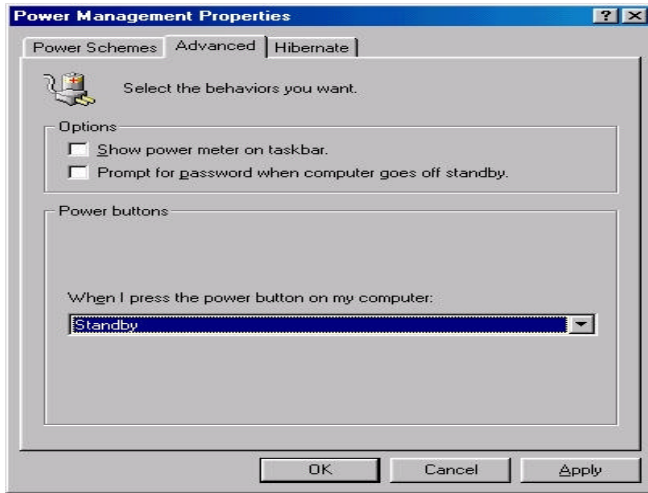 Power Management Properties
Power Schemes Advanced Hibernate
Select the behaviors you want.
Options
Show power meter on taskbar.
Prompt for password when computer goes off standby.
Power buttons
When I press the power button on my computer:
Standby
OK Cancel Apply